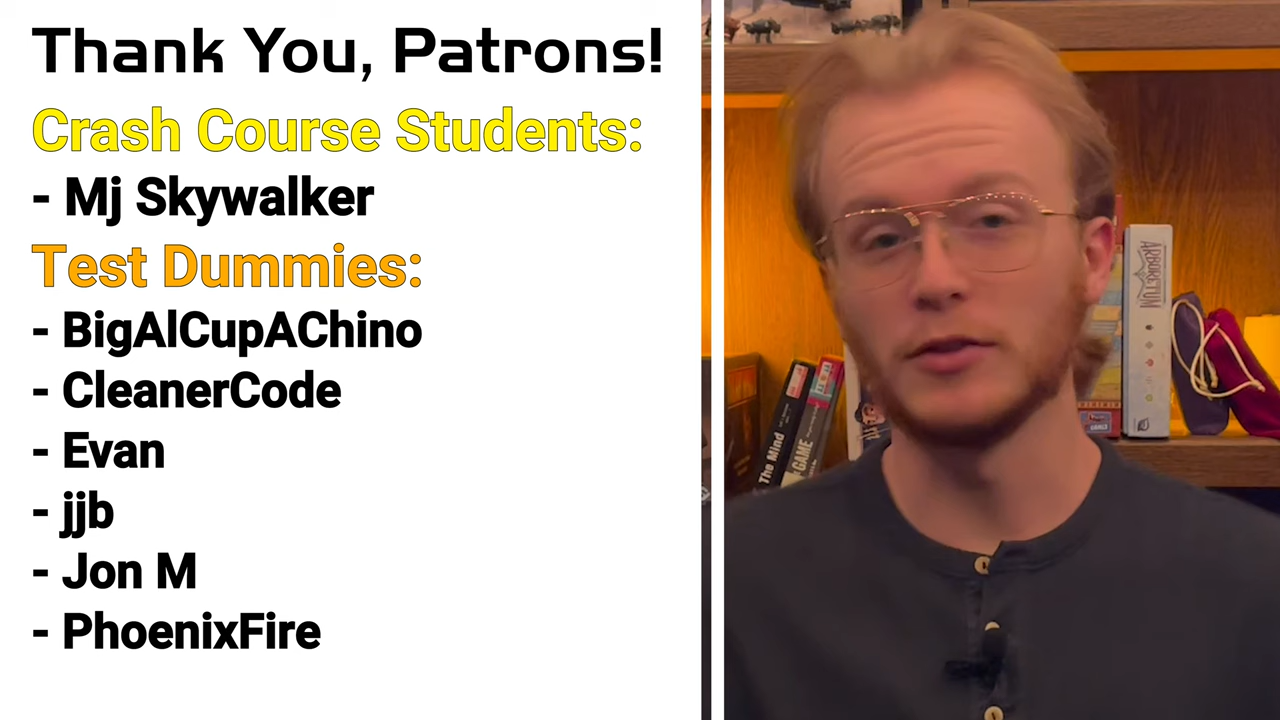 Thank You, Patrons!
Crash Course Students:
- Mj Skywalker
Test Dummies:
- BigAlCupAChino
- CleanerCode
- Evan
- jjb
- Jon M
- PhoenixFire
ARBORETUM
The Mind
GAME